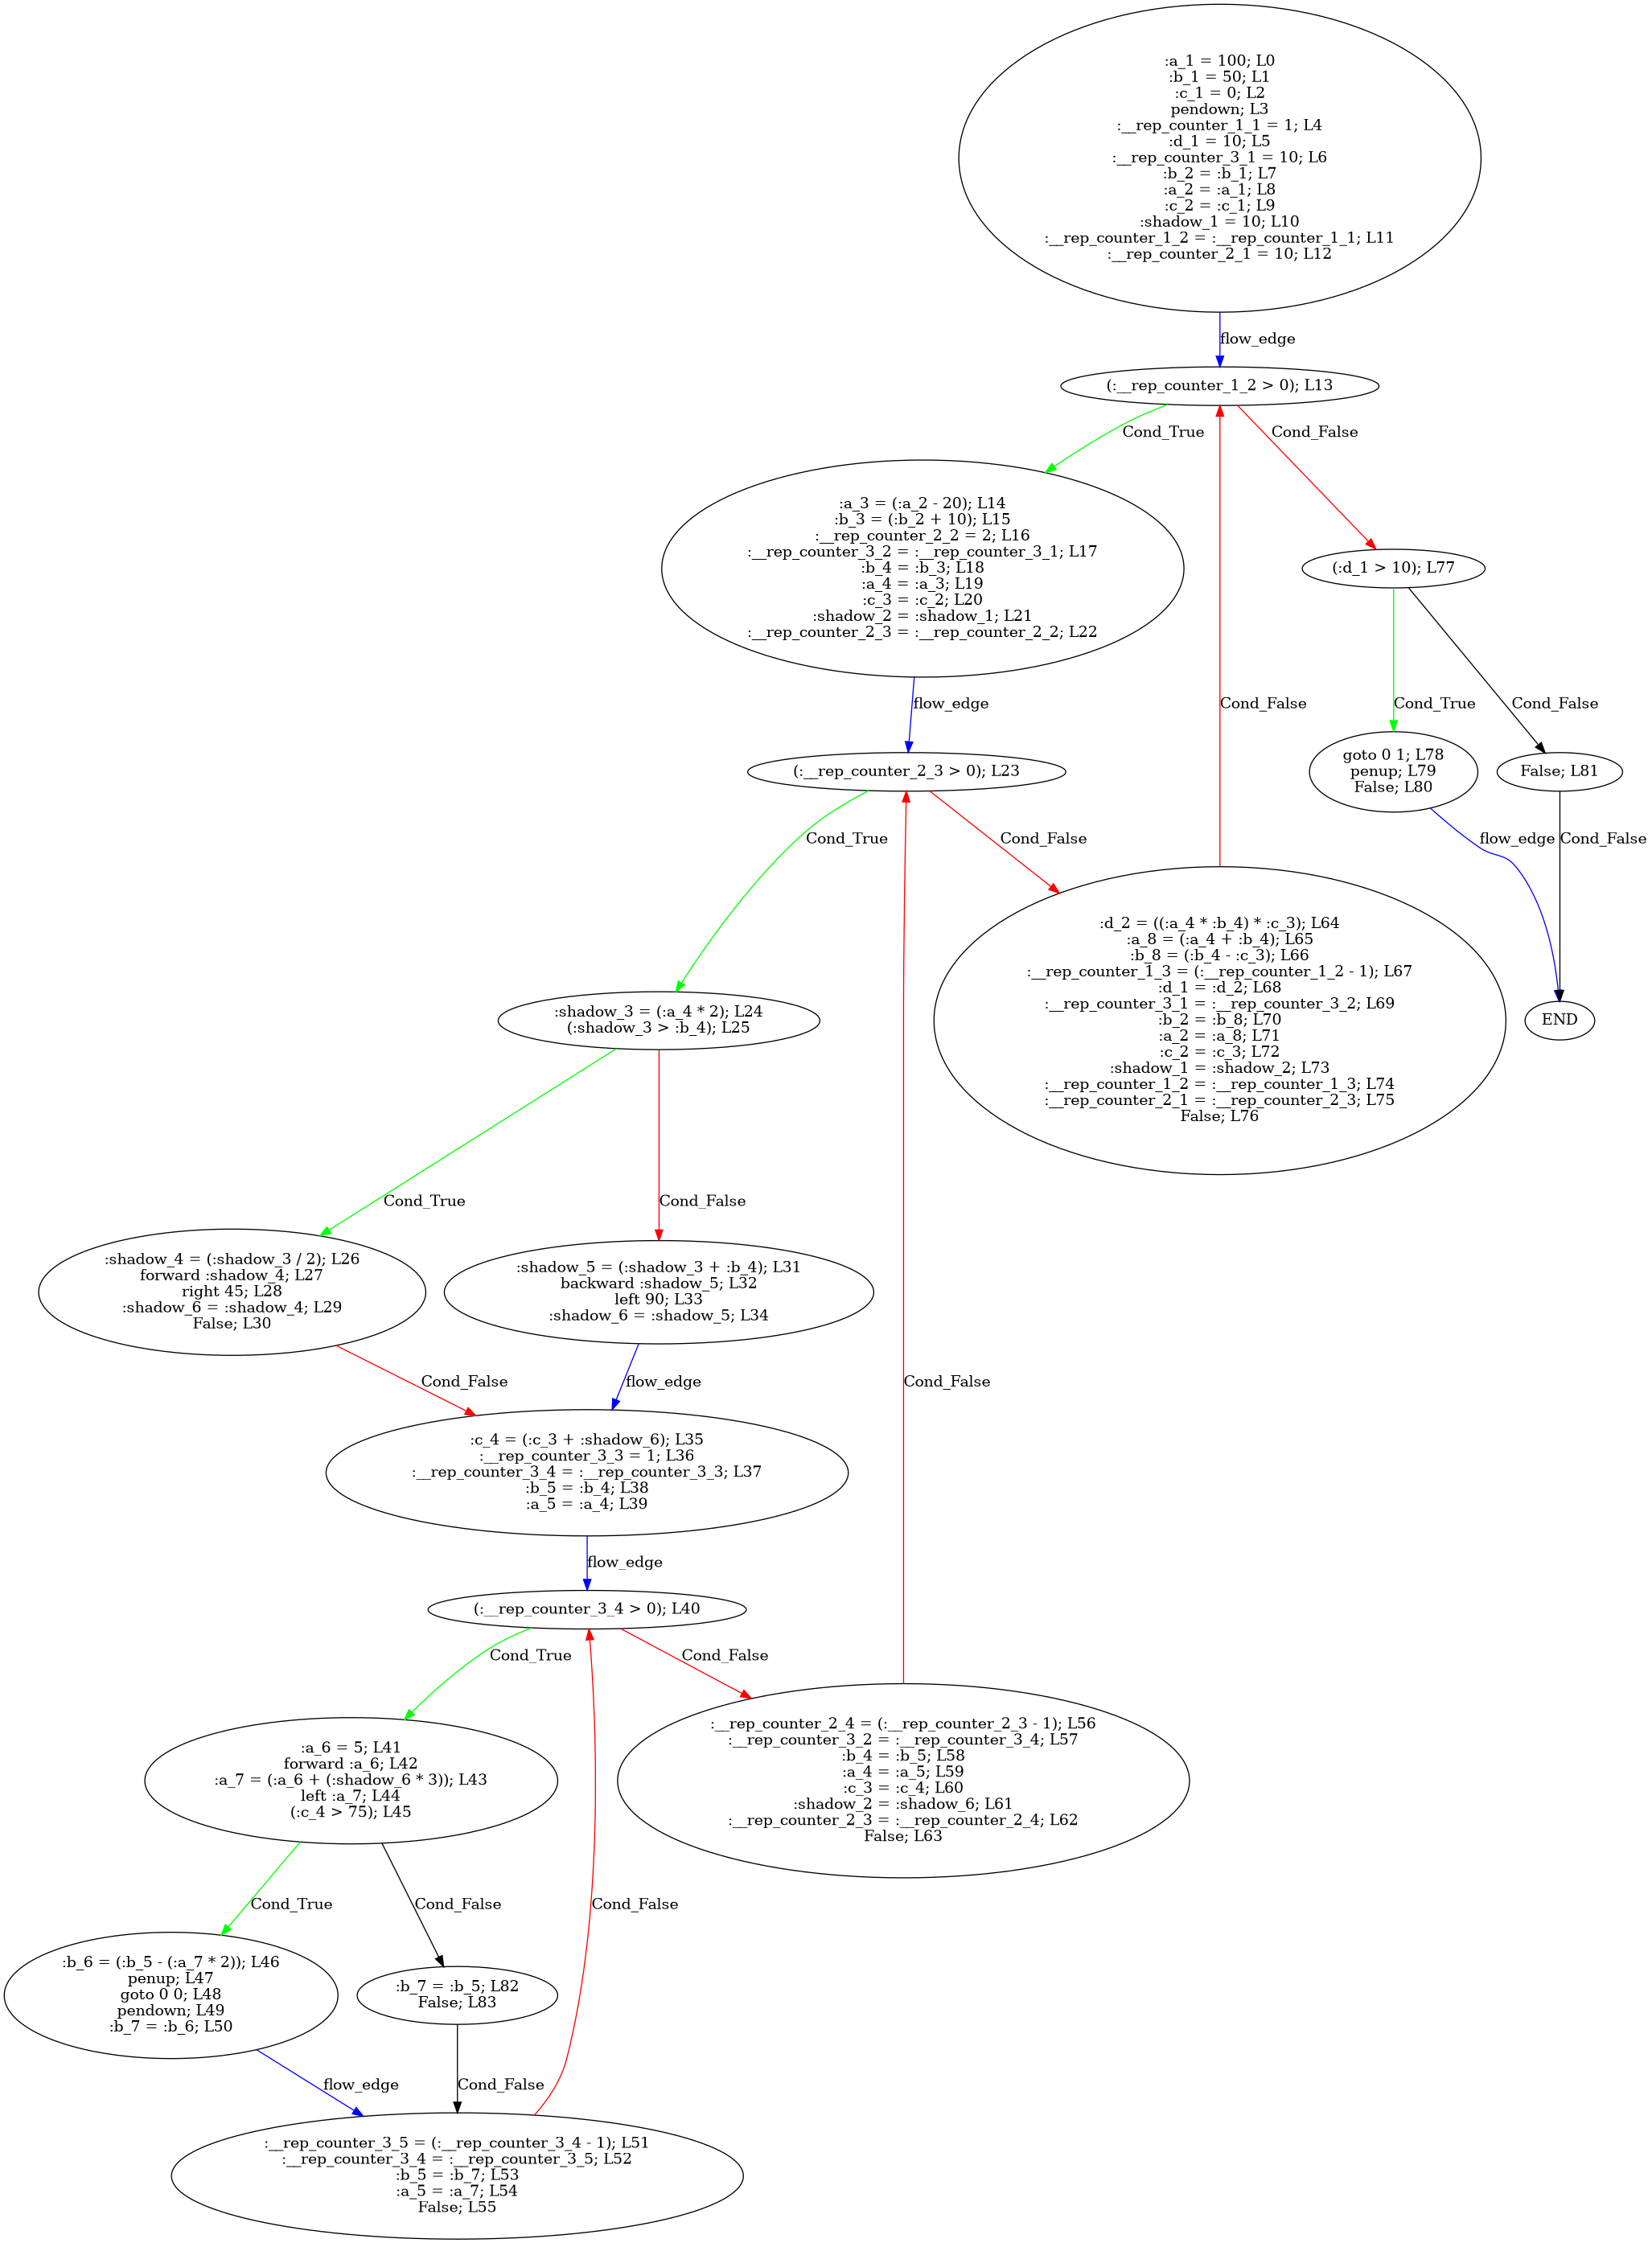 :a_1 = 100; L0
:b_1 = 50; L1
:c_1 = 0; L2
pendown; L3
:__rep_counter_1_1 = 1; L4
:d_1 = 10; L5
:__rep_counter_3_1 = 10; L6
:b_2 = :b_1; L7
:a_2 = :a_1; L8
:c_2 = :c_1; L9
:shadow_1 = 10; L10
:__rep_counter_1_2 = :__rep_counter_1_1; L11
:__rep_counter_2_1 = 10; L12
flow_edge
(:__rep_counter_1_2 > 0); L13
Cond_True
Cond_False
:a_3 = (:a_2 - 20); L14
:b_3 = (:b_2 + 10); L15
:__rep_counter_2_2 = 2; L16
:__rep_counter_3_2 = :__rep_counter_3_1; L17
:b_4 = :b_3; L18
:a_4 = :a_3; L19
:c_3 = :c_2; L20
:shadow_2 = :shadow_1; L21
:__rep_counter_2_3 = :__rep_counter_2_2; L22
(:d_1 > 10); L77
flow_edge
Cond_False
Cond_True
Cond_False
(:__rep_counter_2_3 > 0); L23
goto 0 1; L78
penup; L79
False; L80
False; L81
Cond_True
Cond_False
flow_edge
Cond_False
:shadow_3 = (:a_4 * 2); L24
(:shadow_3 > :b_4); L25
:d_2 = ((:a_4 * :b_4) * :c_3); L64
:a_8 = (:a_4 + :b_4); L65
:b_8 = (:b_4 - :c_3); L66
:__rep_counter_1_3 = (:__rep_counter_1_2 - 1); L67
:d_1 = :d_2; L68
:__rep_counter_3_1 = :__rep_counter_3_2; L69
:b_2 = :b_8; L70
:a_2 = :a_8; L71
:c_2 = :c_3; L72
:shadow_1 = :shadow_2; L73
:__rep_counter_1_2 = :__rep_counter_1_3; L74
:__rep_counter_2_1 = :__rep_counter_2_3; L75
False; L76
END
Cond_True
Cond_False
:shadow_4 = (:shadow_3 / 2); L26
forward :shadow_4; L27
right 45; L28
:shadow_6 = :shadow_4; L29
False; L30
:shadow_5 = (:shadow_3 + :b_4); L31
backward :shadow_5; L32
left 90; L33
:shadow_6 = :shadow_5; L34
Cond_False
flow_edge
Cond_False
:c_4 = (:c_3 + :shadow_6); L35
:__rep_counter_3_3 = 1; L36
:__rep_counter_3_4 = :__rep_counter_3_3; L37
:b_5 = :b_4; L38
:a_5 = :a_4; L39
flow_edge
(:__rep_counter_3_4 > 0); L40
Cond_True
Cond_False
:a_6 = 5; L41
forward :a_6; L42
:a_7 = (:a_6 + (:shadow_6 * 3)); L43
left :a_7; L44
(:c_4 > 75); L45
:__rep_counter_2_4 = (:__rep_counter_2_3 - 1); L56
:__rep_counter_3_2 = :__rep_counter_3_4; L57
:b_4 = :b_5; L58
:a_4 = :a_5; L59
:c_3 = :c_4; L60
:shadow_2 = :shadow_6; L61
:__rep_counter_2_3 = :__rep_counter_2_4; L62
False; L63
Cond_True
Cond_False
Cond_False
:b_6 = (:b_5 - (:a_7 * 2)); L46
penup; L47
goto 0 0; L48
pendown; L49
:b_7 = :b_6; L50
:b_7 = :b_5; L82
False; L83
flow_edge
Cond_False
:__rep_counter_3_5 = (:__rep_counter_3_4 - 1); L51
:__rep_counter_3_4 = :__rep_counter_3_5; L52
:b_5 = :b_7; L53
:a_5 = :a_7; L54
False; L55